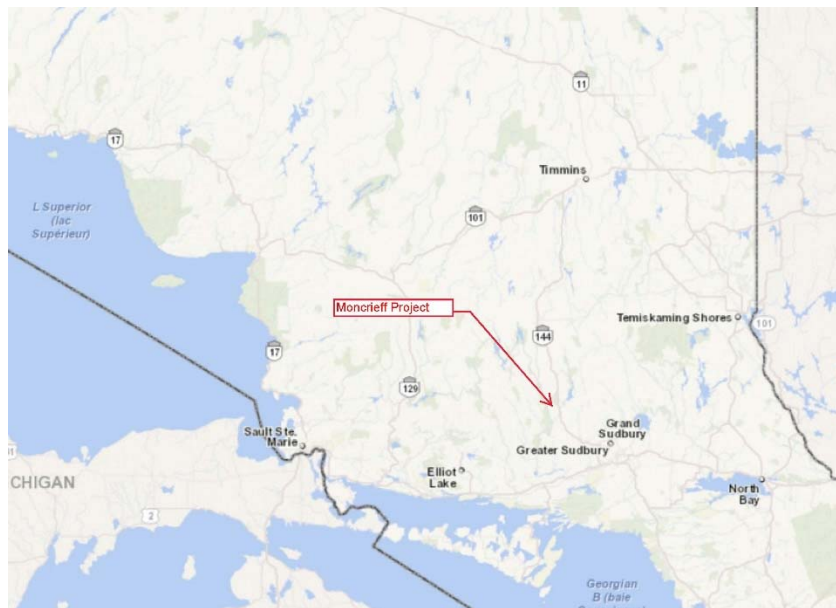 11
17
Timmins
L Superior
(lac
Supérieur)
101
Moncrieff Project
Temiskaming Shores
101
144
17
129
Grand
Sudbury
Sault Ste.
Marie
Greater Sudbury
Elliot
Lake
CHIGAN
North
Bay
2
Georgian
B (baie